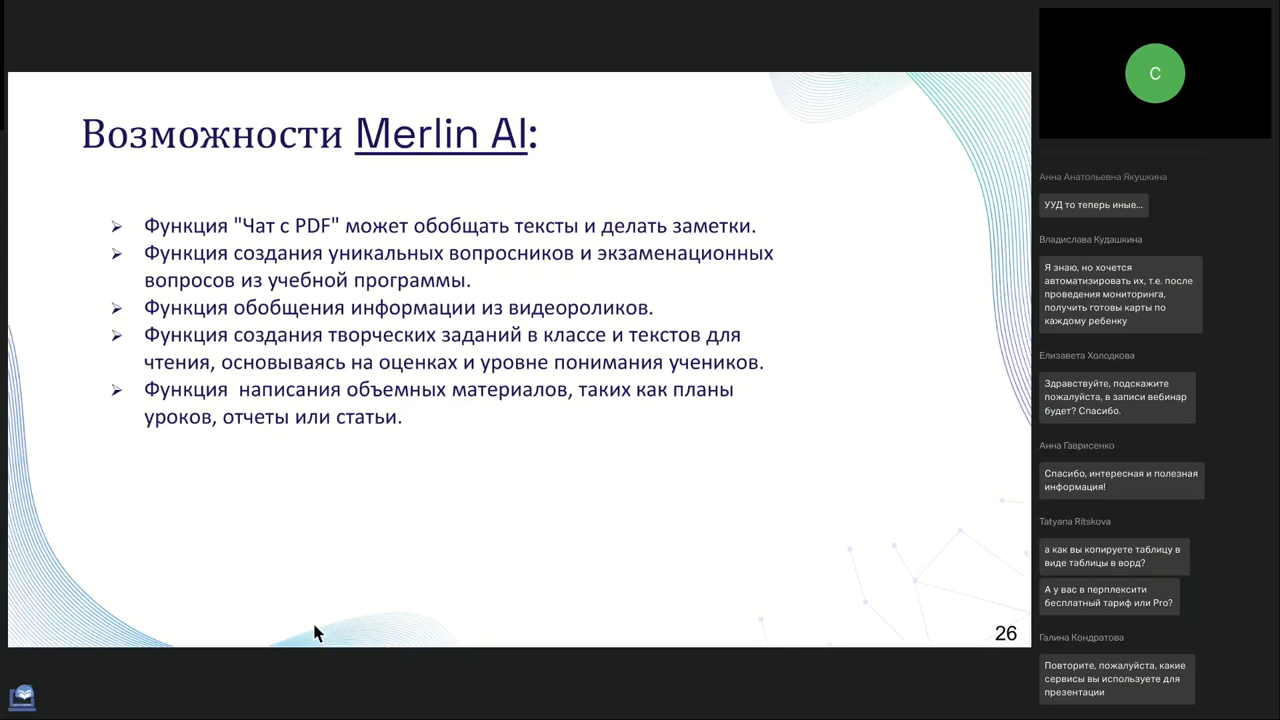 Возможности Merlin AI:
Функция "Чат с PDF" может обобщать тексты и делать заметки.
Функция создания уникальных вопросников и экзаменационных
вопросов из учебной программы.
Функция обобщения информации из видеороликов.
Функция создания творческих заданий в классе и текстов для
чтения, основываясь на оценках и уровне понимания учеников.
Функция  написания объемных материалов, таких как планы
уроков, отчеты или статьи.
26
С
Анна Анатольевна Якушкина
УУД то теперь иные...
Владислава Кудашкина
Я знаю, но хочется
автоматизировать их, т.е. после
проведения мониторинга,
получить готовы карты по
каждому ребенку
Елизавета Холодкова
Здравствуйте, подскажите
пожалуйста, в записи вебинар
будет? Спасибо.
Анна Гаврисенко
Спасибо, интересная и полезная
информация!
Tatyana Ritskova
а как вы копируете таблицу в
виде таблицы в ворд?
А у вас в перплексити
бесплатный тариф или Pro?
Галина Кондратова
Повторите, пожалуйста, какие
сервисы вы используете для
презентации